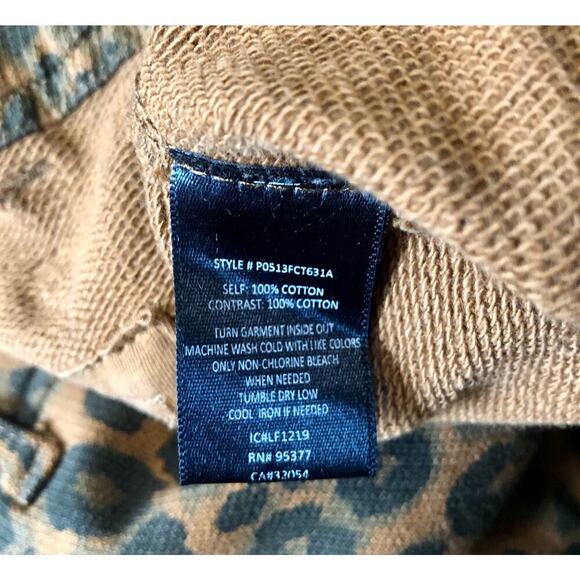 STYLE # P0513FCT631A
SELF: 100% COTTON
CONTRAST: 100% COTTON
TURN GARMENT INSIDE OUT
MACHINE WASH COLD WITH LIKE COLORS
ONLY NON-CHLORINE BLEACH
WHEN NEEDED
TUMBLE DRY LOW
COOL IRON IF NEEDED
IC#LF1219
RN# 95377
CA#32054